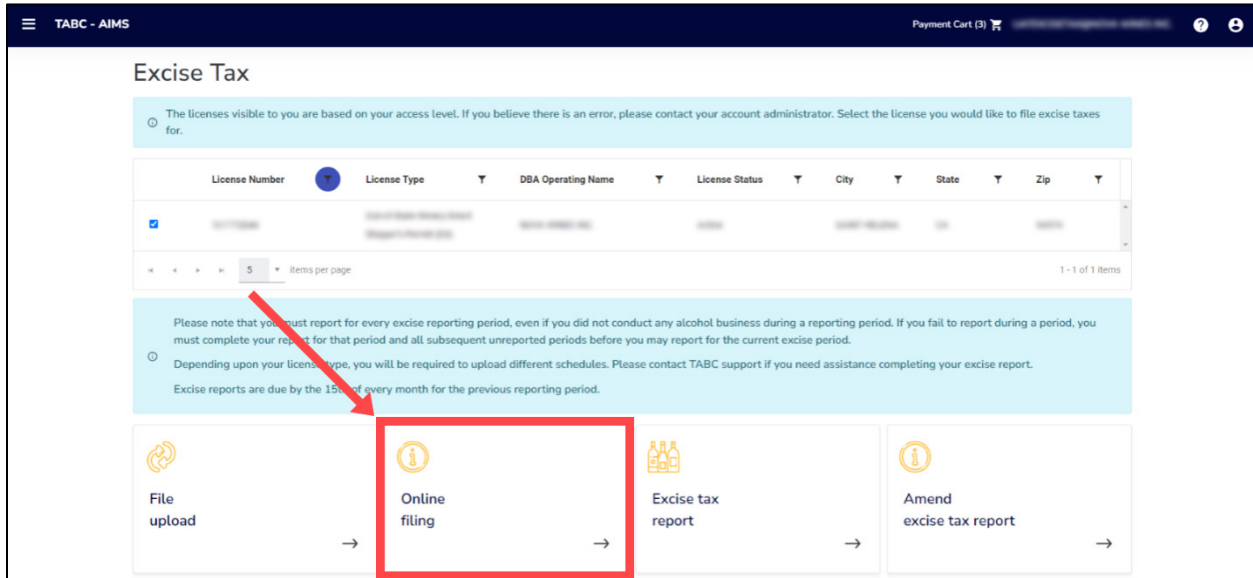 TABC - AIMS
Payment Cart (3)
Excise Tax
The licenses visible to you are based on your access level. If you believe there is an error, please contact your account administrator. Select the license you would like to file excise taxes
for.
License Number License Type DBA Operating Name License Status City State Zip
5 items per page 1 - 1 of 1 items
Please note that you must report for every excise reporting period, even if you did not conduct any alcohol business during a reporting period. If you fail to report during a period, you
must complete your report for that period and all subsequent unreported periods before you may report for the current excise period.
Depending upon your license type, you will be required to upload different schedules. Please contact TABC support if you need assistance completing your excise report.
Excise reports are due by the 15th of every month for the previous reporting period.
File
upload
Online
filing
Excise tax
report
Amend
excise tax report